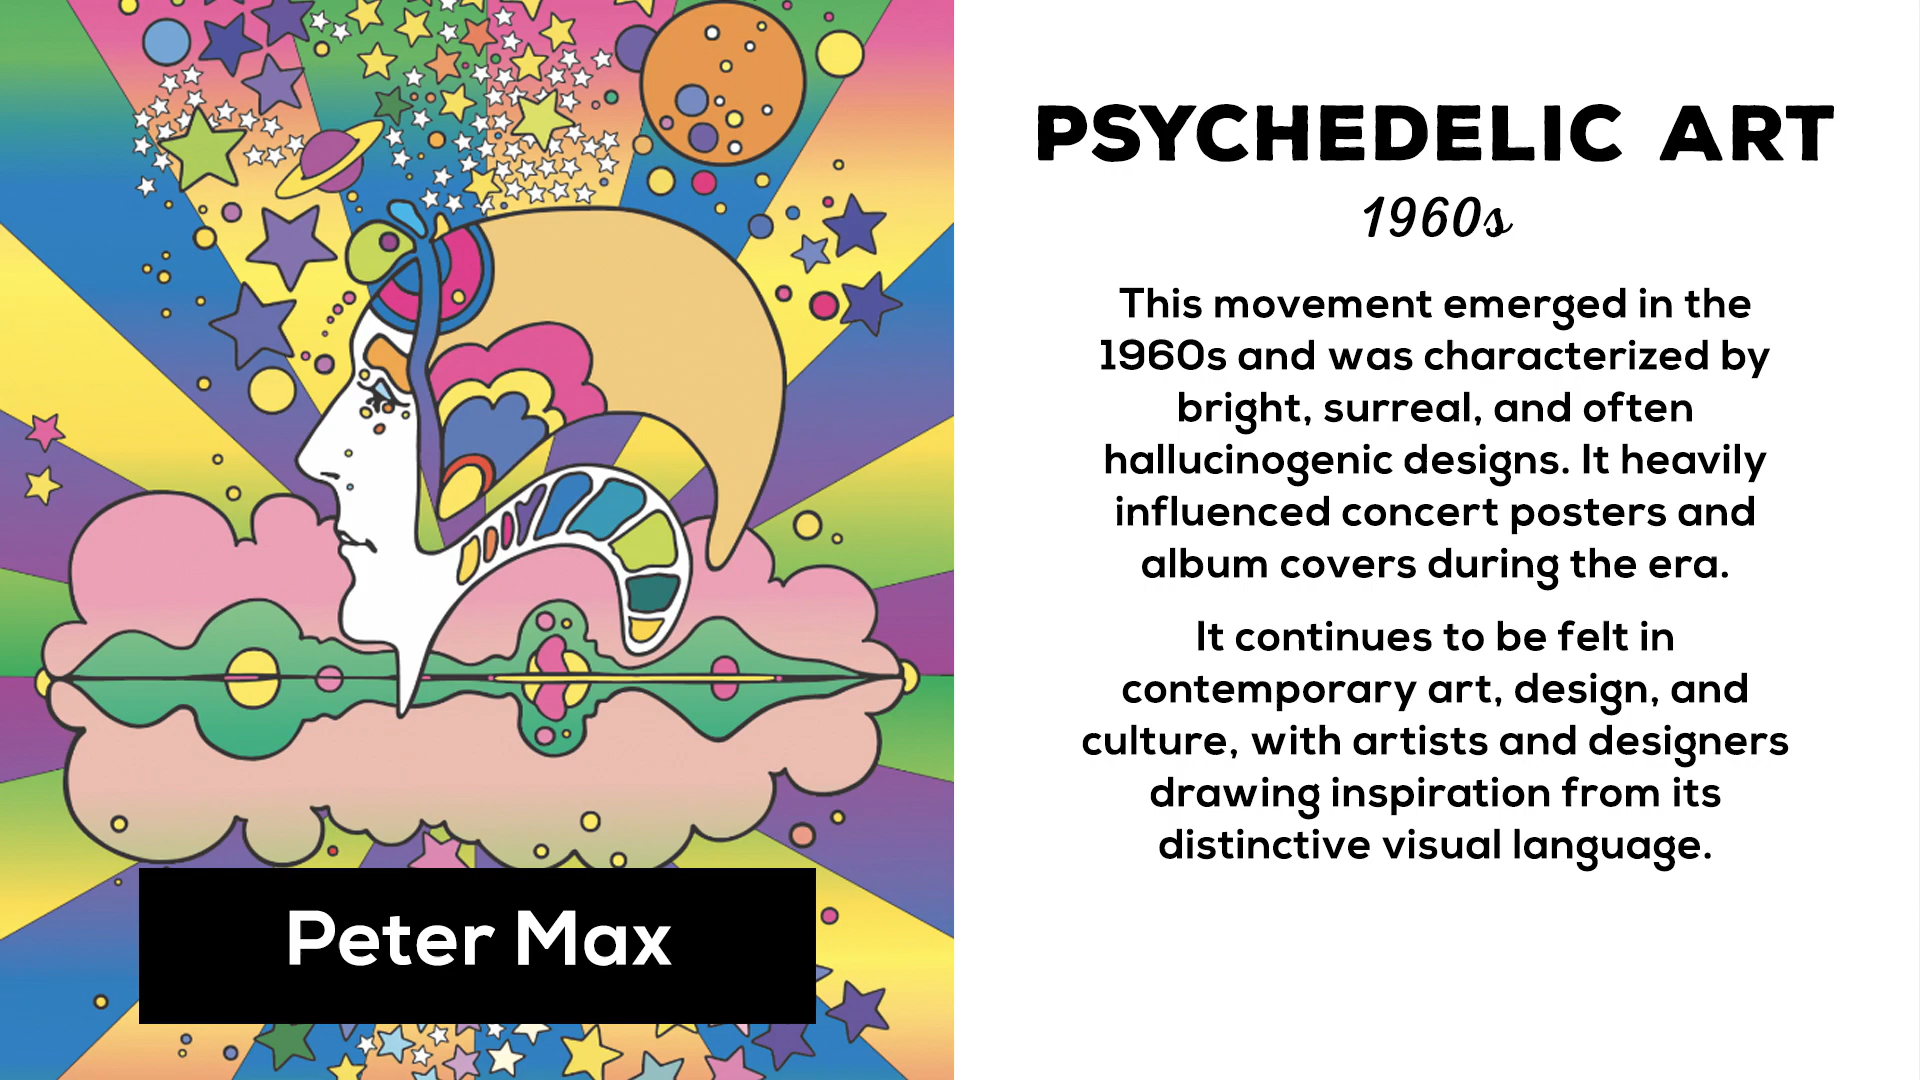 PSYCHEDELIC ART
1960s
This movement emerged in the
1960s and was characterized by
bright, surreal, and often
hallucinogenic designs. It heavily
influenced concert posters and
album covers during the era.
It continues to be felt in
contemporary art, design, and
culture, with artists and designers
drawing inspiration from its
distinctive visual language.
Peter Max